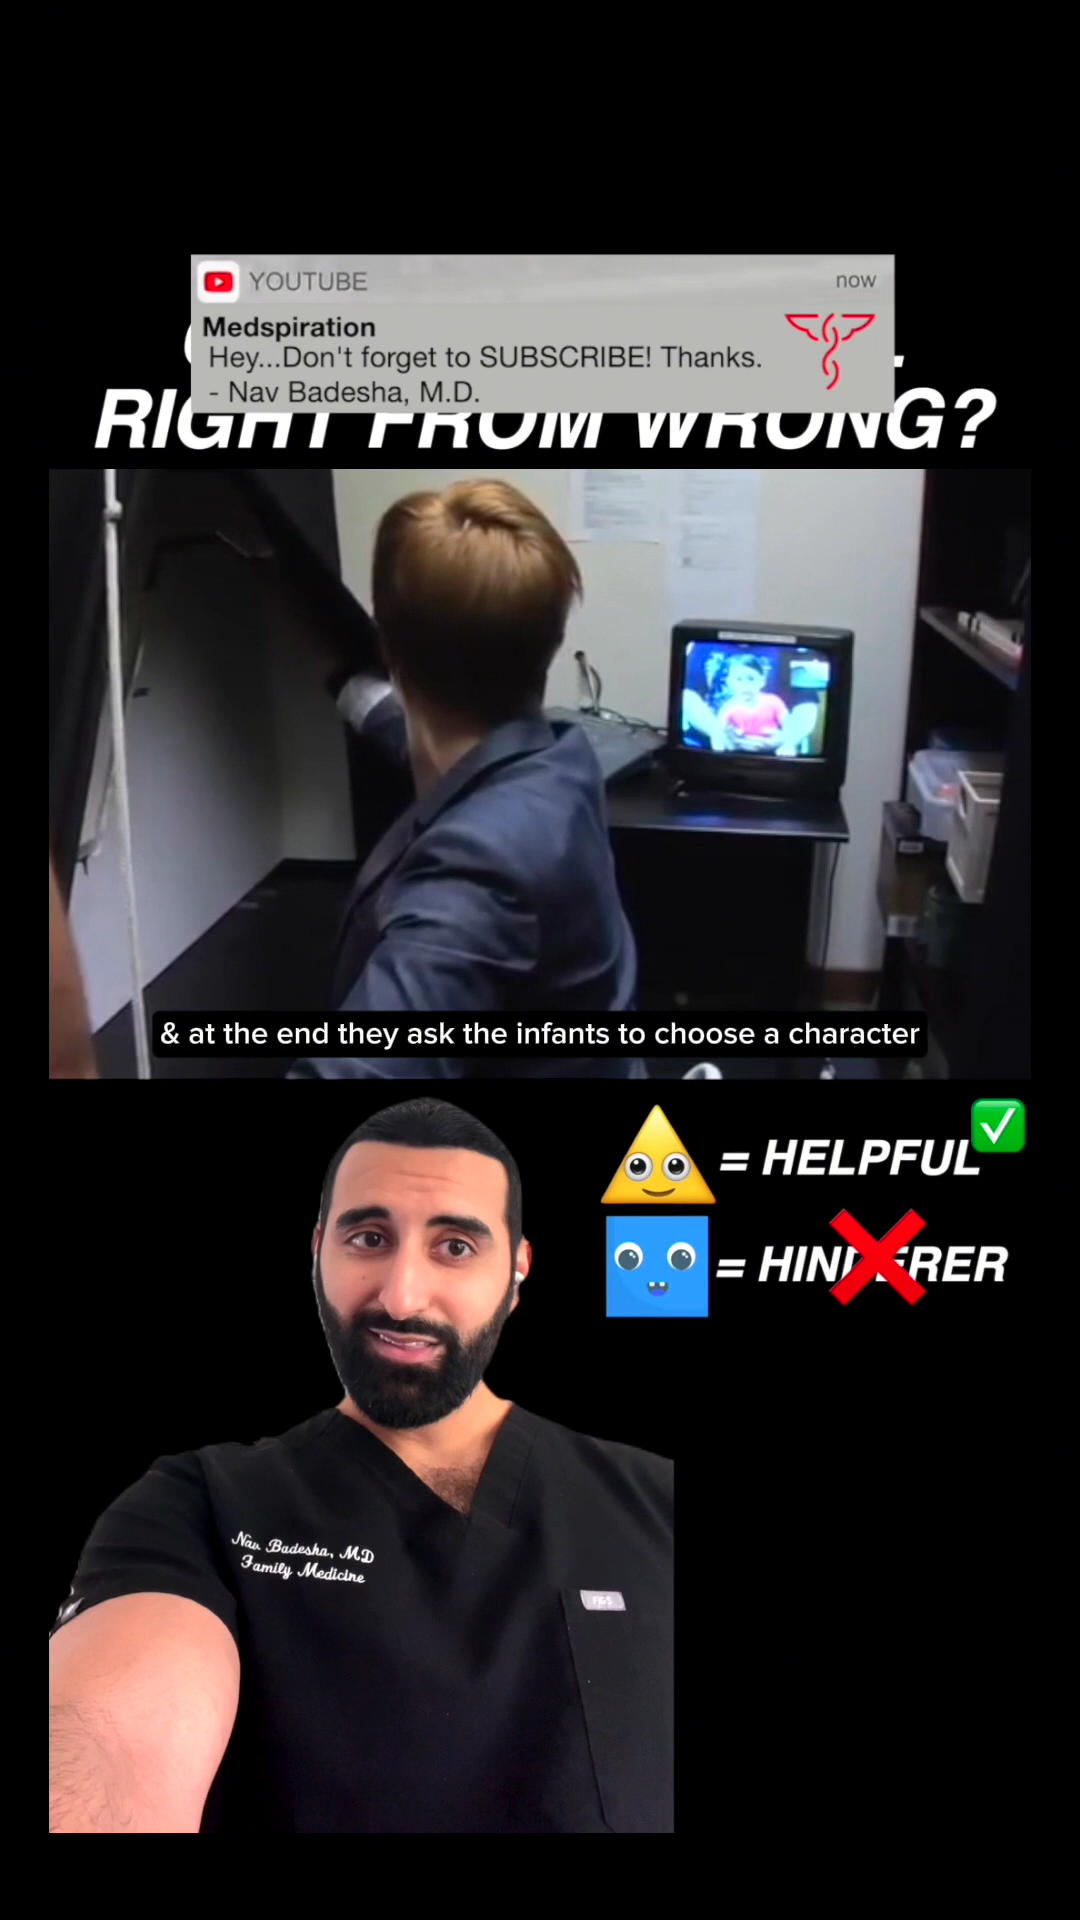 YOUTUBE
now
Medspiration
Hey...Don't forget to SUBSCRIBE! Thanks.
- Nav Badesha, M.D.
RIGHT FROM WRONG?
& at the end they ask the infants to choose a character
= HELPFUL
= HINDERER
Nav Badesha, MD
Family Medicine
FIGS